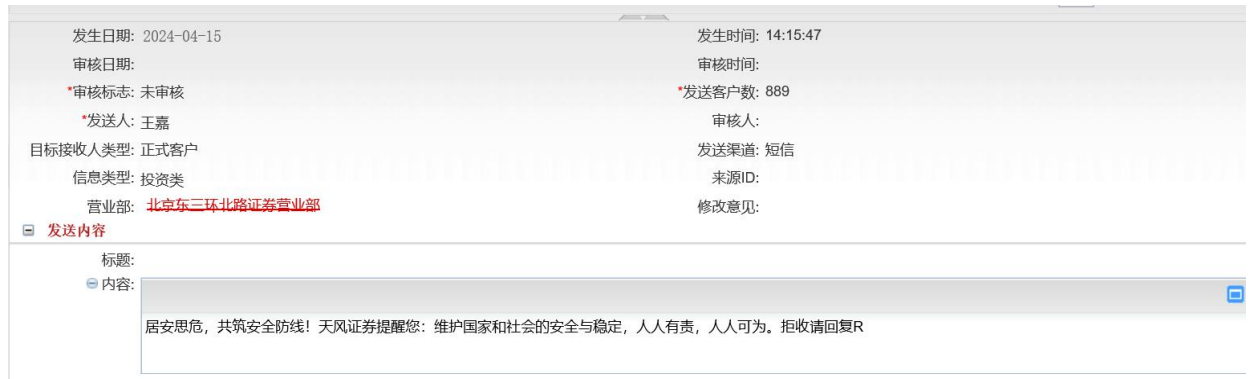 发生日期: 2024-04-15 发生时间: 14:15:47
审核日期: 审核时间:
*审核标志: 未审核 *发送客户数: 889
*发送人: 王嘉 审核人:
目标接收人类型: 正式客户 发送渠道: 短信
信息类型: 投资类 来源ID:
营业部: 北京东三环北路证券营业部 修改意见:
发送内容
标题:
内容:
居安思危，共筑安全防线！天风证券提醒您：维护国家和社会的安全与稳定，人人有责，人人可为。拒收请回复R